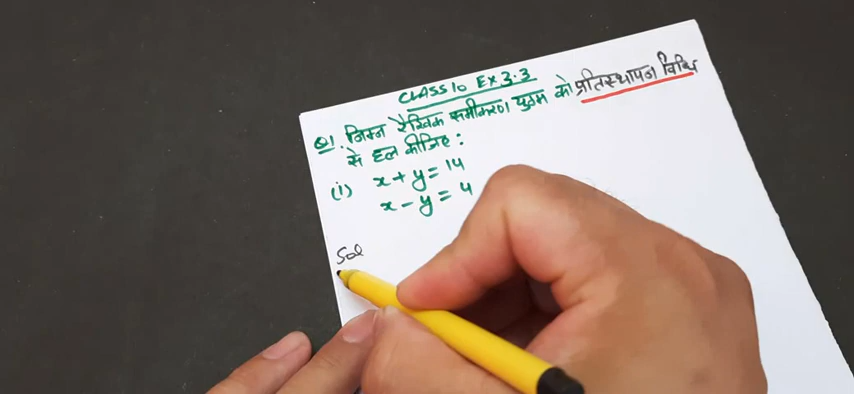 CLASS 10 EX 3.3
Q1. निम्न रैखिक समीकरण युग्म को प्रतिस्थापन विधि
से हल कीजिए :
(i) x + y = 14
x - y = 4
Sol